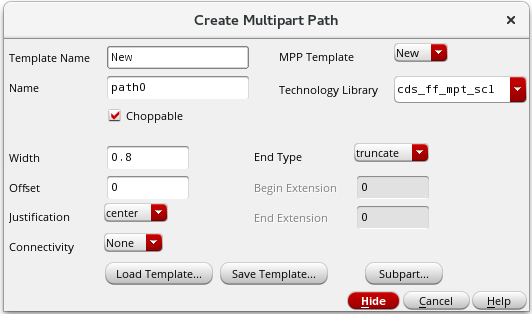 Create Multipart Path
Template Name New MPP Template New
Name path0 Technology Library cds_ff_mpt_scl
Choppable
Width 0.8 End Type truncate
Offset 0 Begin Extension 0
Justification center End Extension 0
Connectivity None
Load Template... Save Template... Subpart...
Hide Cancel Help